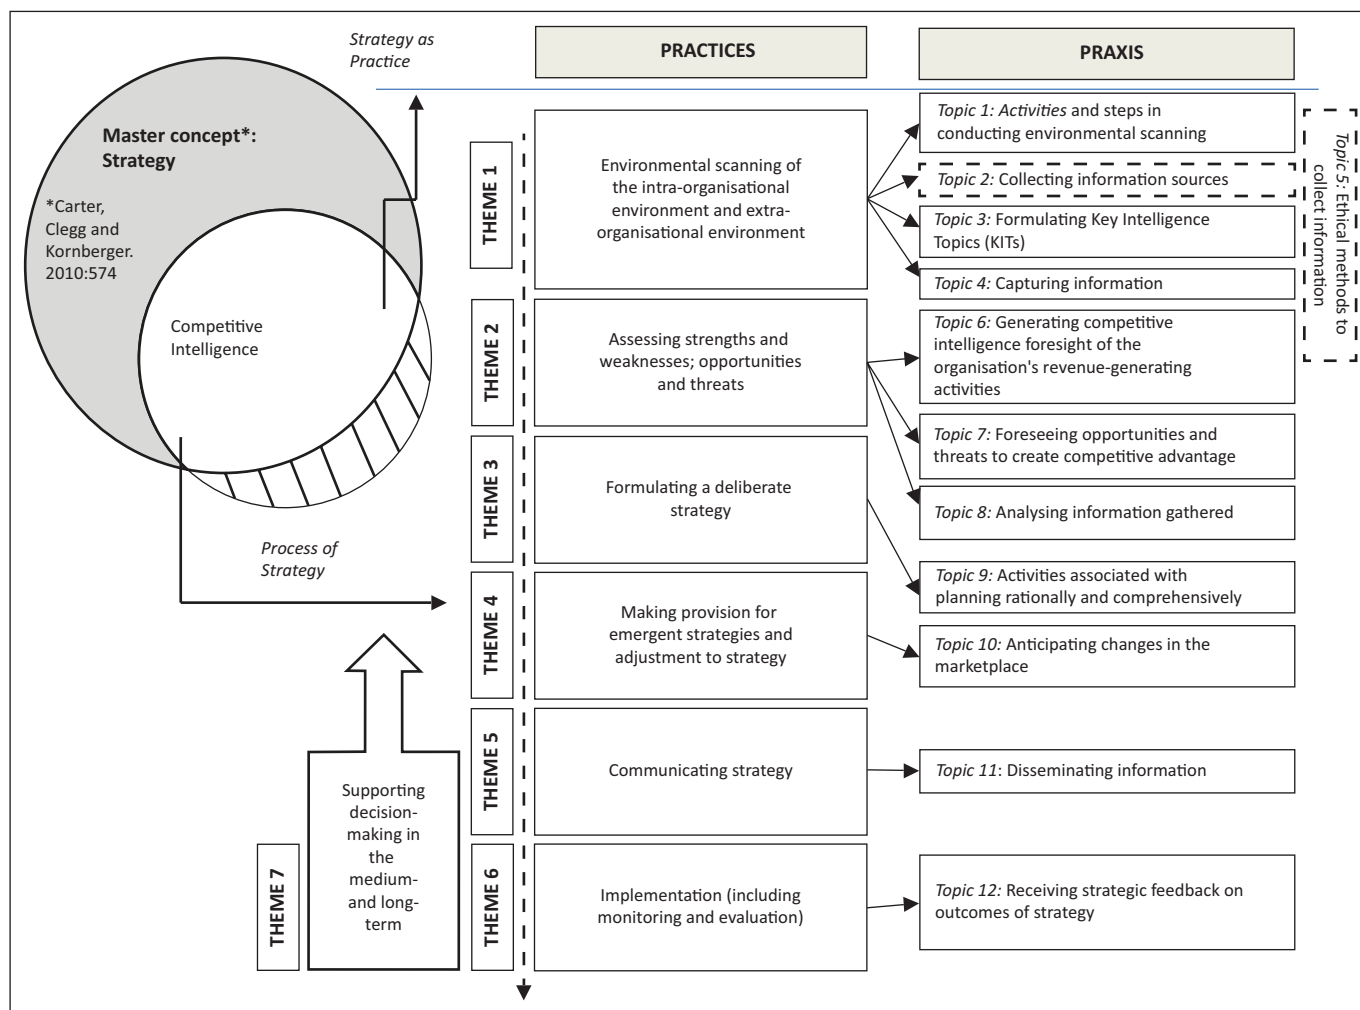 Strategy as
Practice
Master concept*:
Strategy
*Carter,
Clegg and
Kornberger.
2010:574
Competitive
Intelligence
Process of
Strategy
THEME 7
Supporting
decision-
making in
the
medium-
and long-
term
PRACTICES
PRAXIS
THEME 1
Environmental scanning of
the intra-organisational
environment and extra-
organisational environment
Topic 1: Activities and steps in
conducting environmental scanning
Topic 2: Collecting information sources
Topic 3: Formulating Key Intelligence
Topics (KITs)
Topic 4: Capturing information
Topic 5: Ethical methods to
collect information
THEME 2
Assessing strengths and
weaknesses; opportunities
and threats
Topic 6: Generating competitive
intelligence foresight of the
organisation's revenue-generating
activities
Topic 7: Foreseeing opportunities and
threats to create competitive advantage
Topic 8: Analysing information gathered
THEME 3
Formulating a deliberate
strategy
Topic 9: Activities associated with
planning rationally and comprehensively
THEME 4
Making provision for
emergent strategies and
adjustment to strategy
Topic 10: Anticipating changes in the
marketplace
THEME 5
Communicating strategy
Topic 11: Disseminating information
THEME 6
Implementation (including
monitoring and evaluation)
Topic 12: Receiving strategic feedback on
outcomes of strategy